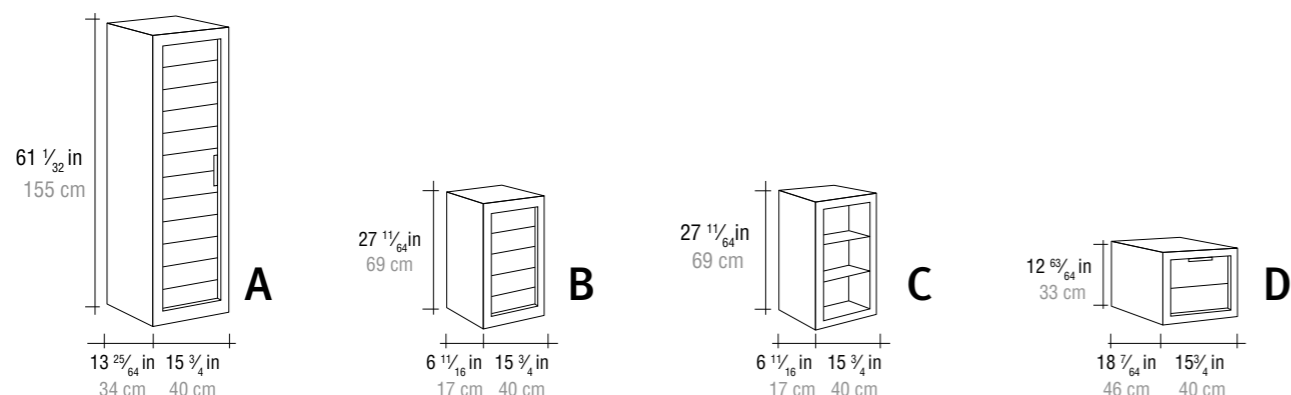 61 1/32 in
155 cm
A
13 25/64 in 15 3/4 in
34 cm 40 cm
27 11/64 in
69 cm
B
6 11/16 in 15 3/4 in
17 cm 40 cm
27 11/64 in
69 cm
C
6 11/16 in 15 3/4 in
17 cm 40 cm
12 63/64 in
33 cm
D
18 7/64 in 15 3/4 in
46 cm 40 cm